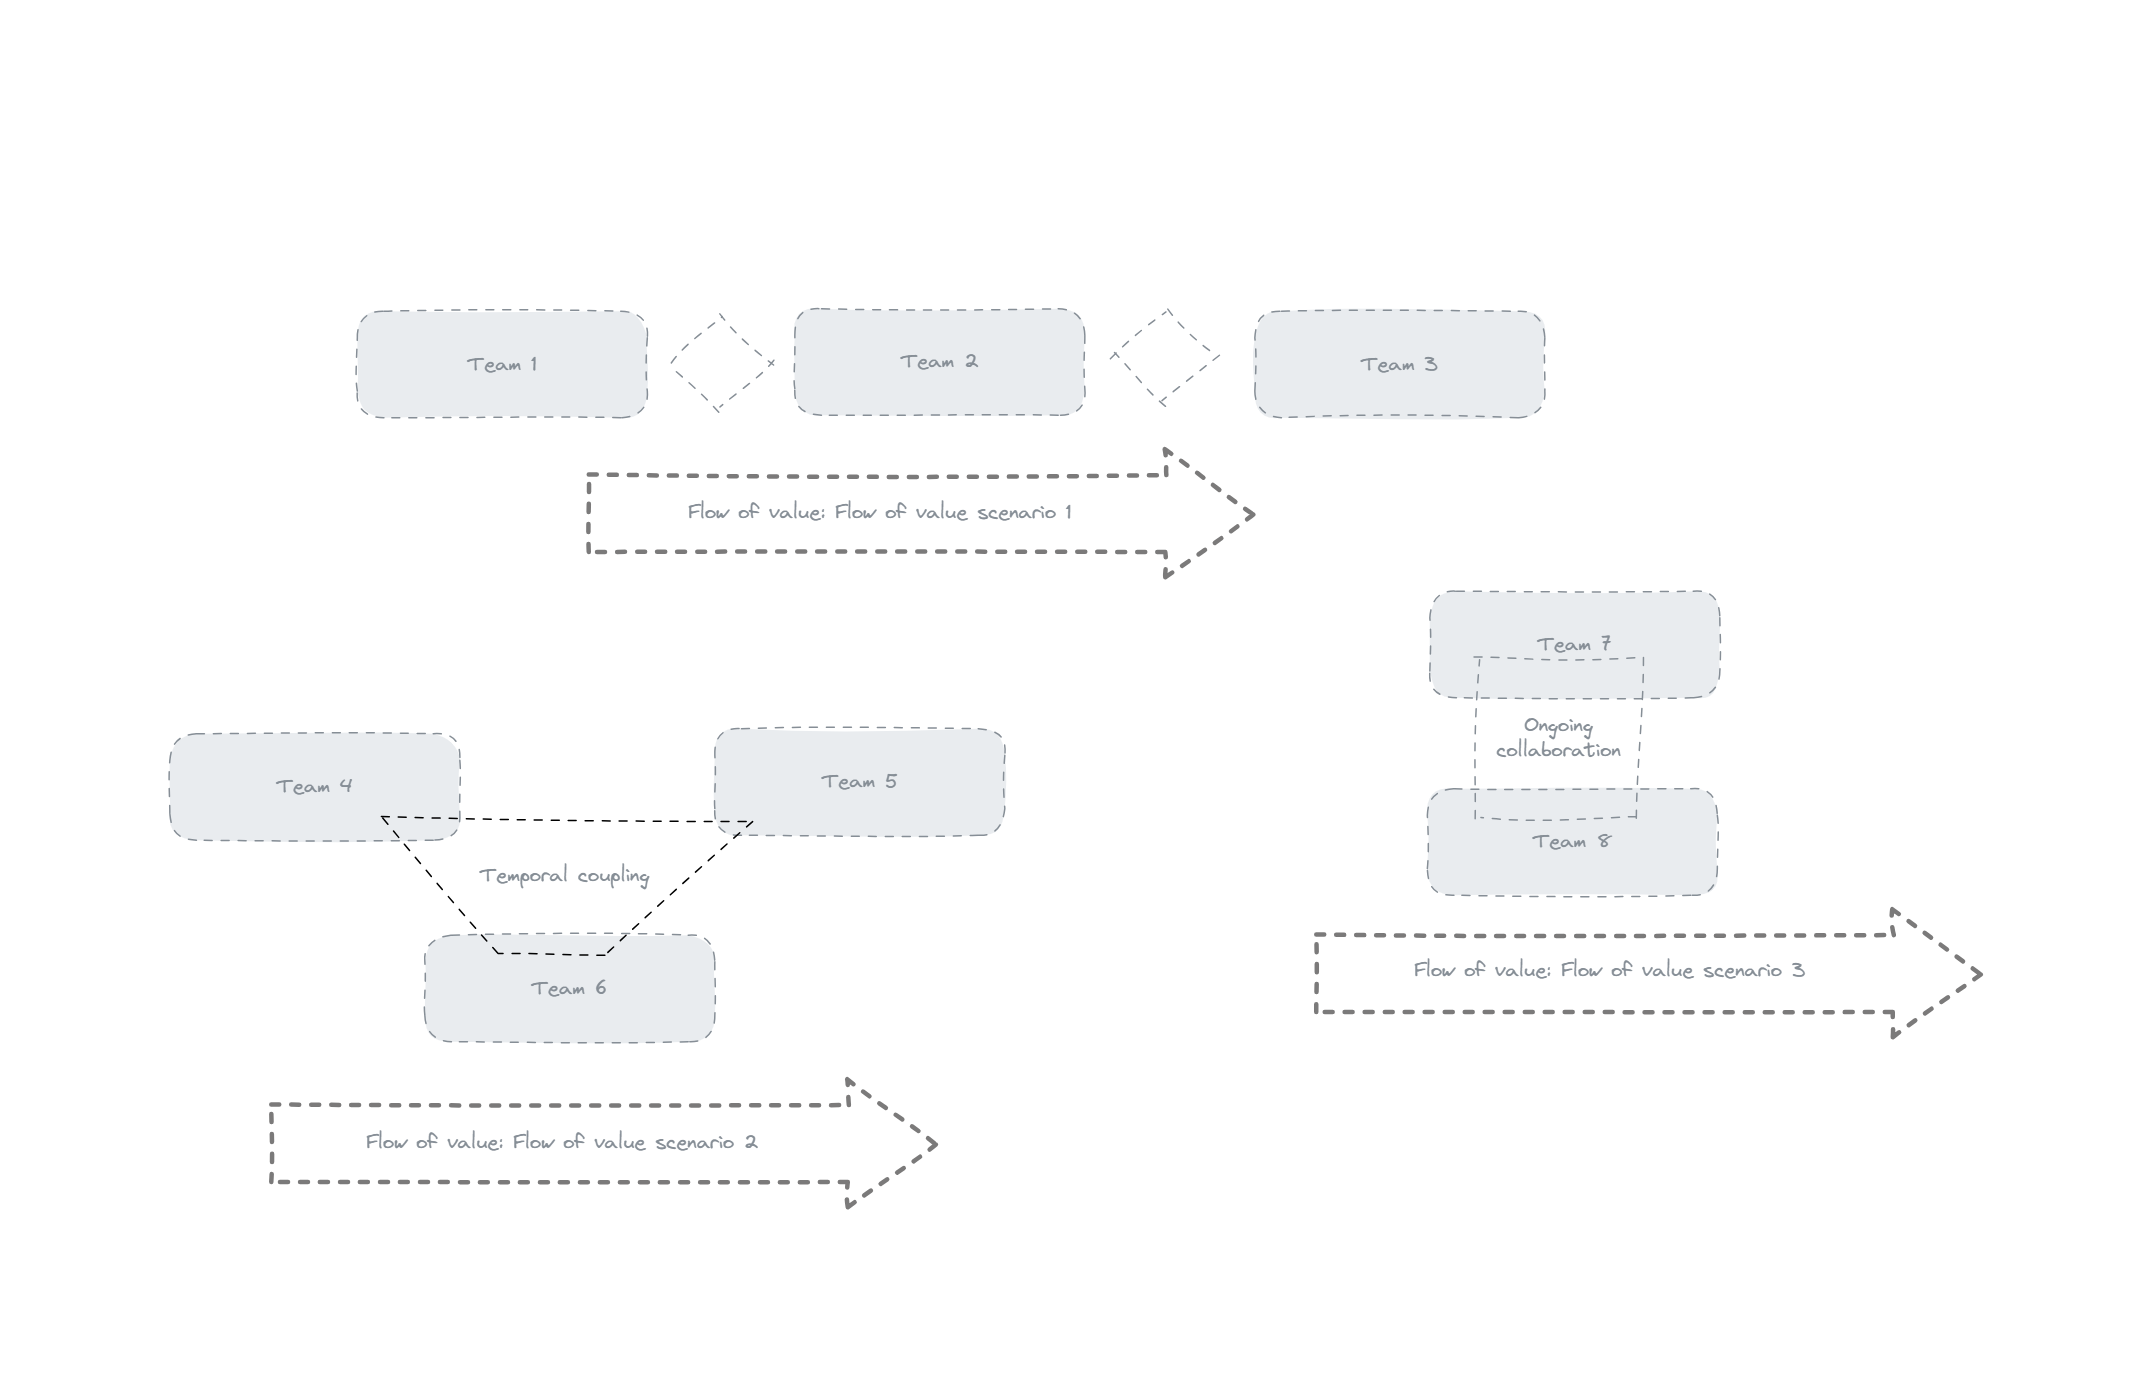 Team 1
Team 2
Team 3
Flow of value: Flow of value scenario 1
Team 7
Ongoing
collaboration
Team 8
Flow of value: Flow of value scenario 3
Team 4
Team 5
Temporal coupling
Team 6
Flow of value: Flow of value scenario 2